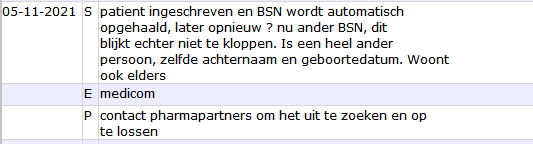 05-11-2021 S patient ingeschreven en BSN wordt automatisch
opgehaald, later opnieuw ? nu ander BSN, dit
blijkt echter niet te kloppen. Is een heel ander
persoon, zelfde achternaam en geboortedatum. Woont
ook elders
E medicom
P contact pharmapartners om het uit te zoeken en op
te lossen